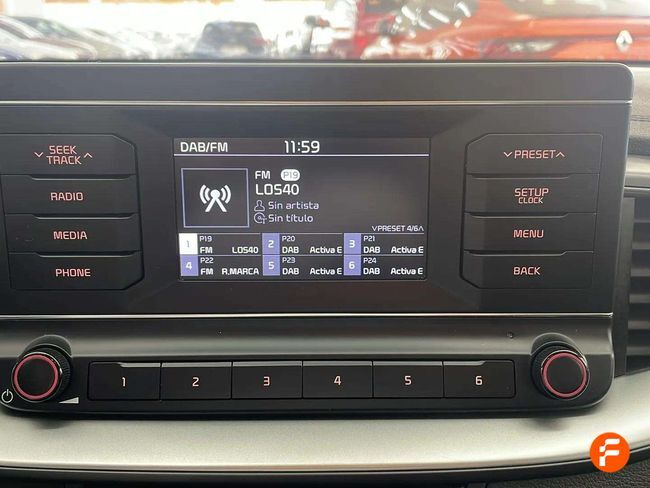 SEEK
TRACK
RADIO
MEDIA
PHONE
DAB/FM 11:59
FM P19
LOS40
Sin artista
Sin título
PRESET 4/6
1 P19 FM LOS40
2 P20 DAB Activa E
3 P21 DAB Activa E
4 P22 FM R.MARCA
5 P23 DAB Activa E
6 P24 DAB Activa E
PRESET
SETUP
CLOCK
MENU
BACK
1 2 3 4 5 6